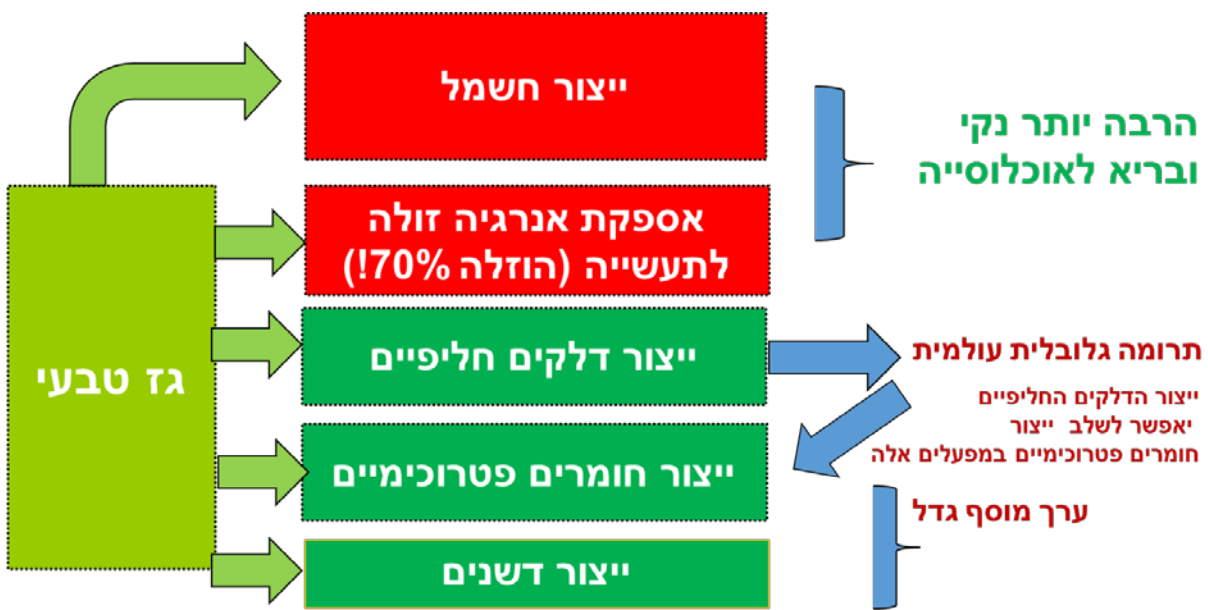 ייצור חשמל
הרבה יותר נקי
ובריא לאוכלוסייה
אספקת אנרגיה זולה
לתעשייה (הוזלה 70%!)
גז טבעי
ייצור דלקים חליפיים
תרומה גלובלית עולמית
ייצור הדלקים החליפיים
יאפשר לשלב ייצור
חומרים פטרוכימיים במפעלים אלה
ייצור חומרים פטרוכימיים
ערך מוסף גדל
ייצור דשנים